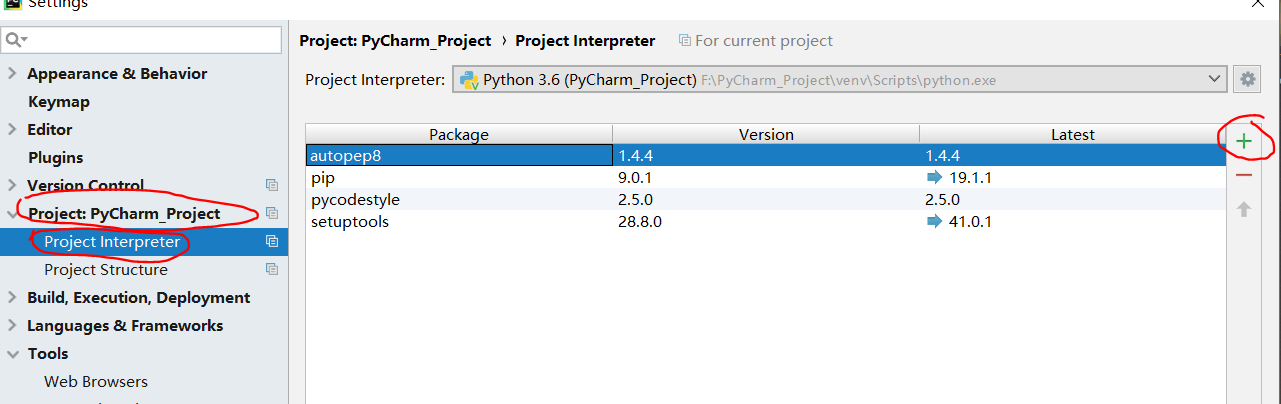 Settings
Project: PyCharm_Project › Project Interpreter For current project
Project Interpreter: Python 3.6 (PyCharm_Project) F:\PyCharm_Project\venv\Scripts\python.exe
Appearance & Behavior
Keymap
Editor
Plugins
Version Control
Project: PyCharm_Project
Project Interpreter
Project Structure
Build, Execution, Deployment
Languages & Frameworks
Tools
Web Browsers
Package Version Latest
autopep8 1.4.4 1.4.4
pip 9.0.1 19.1.1
pycodestyle 2.5.0 2.5.0
setuptools 28.8.0 41.0.1